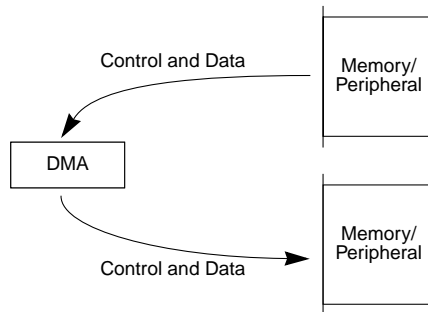 Control and Data
Memory/
Peripheral
DMA
Memory/
Peripheral
Control and Data